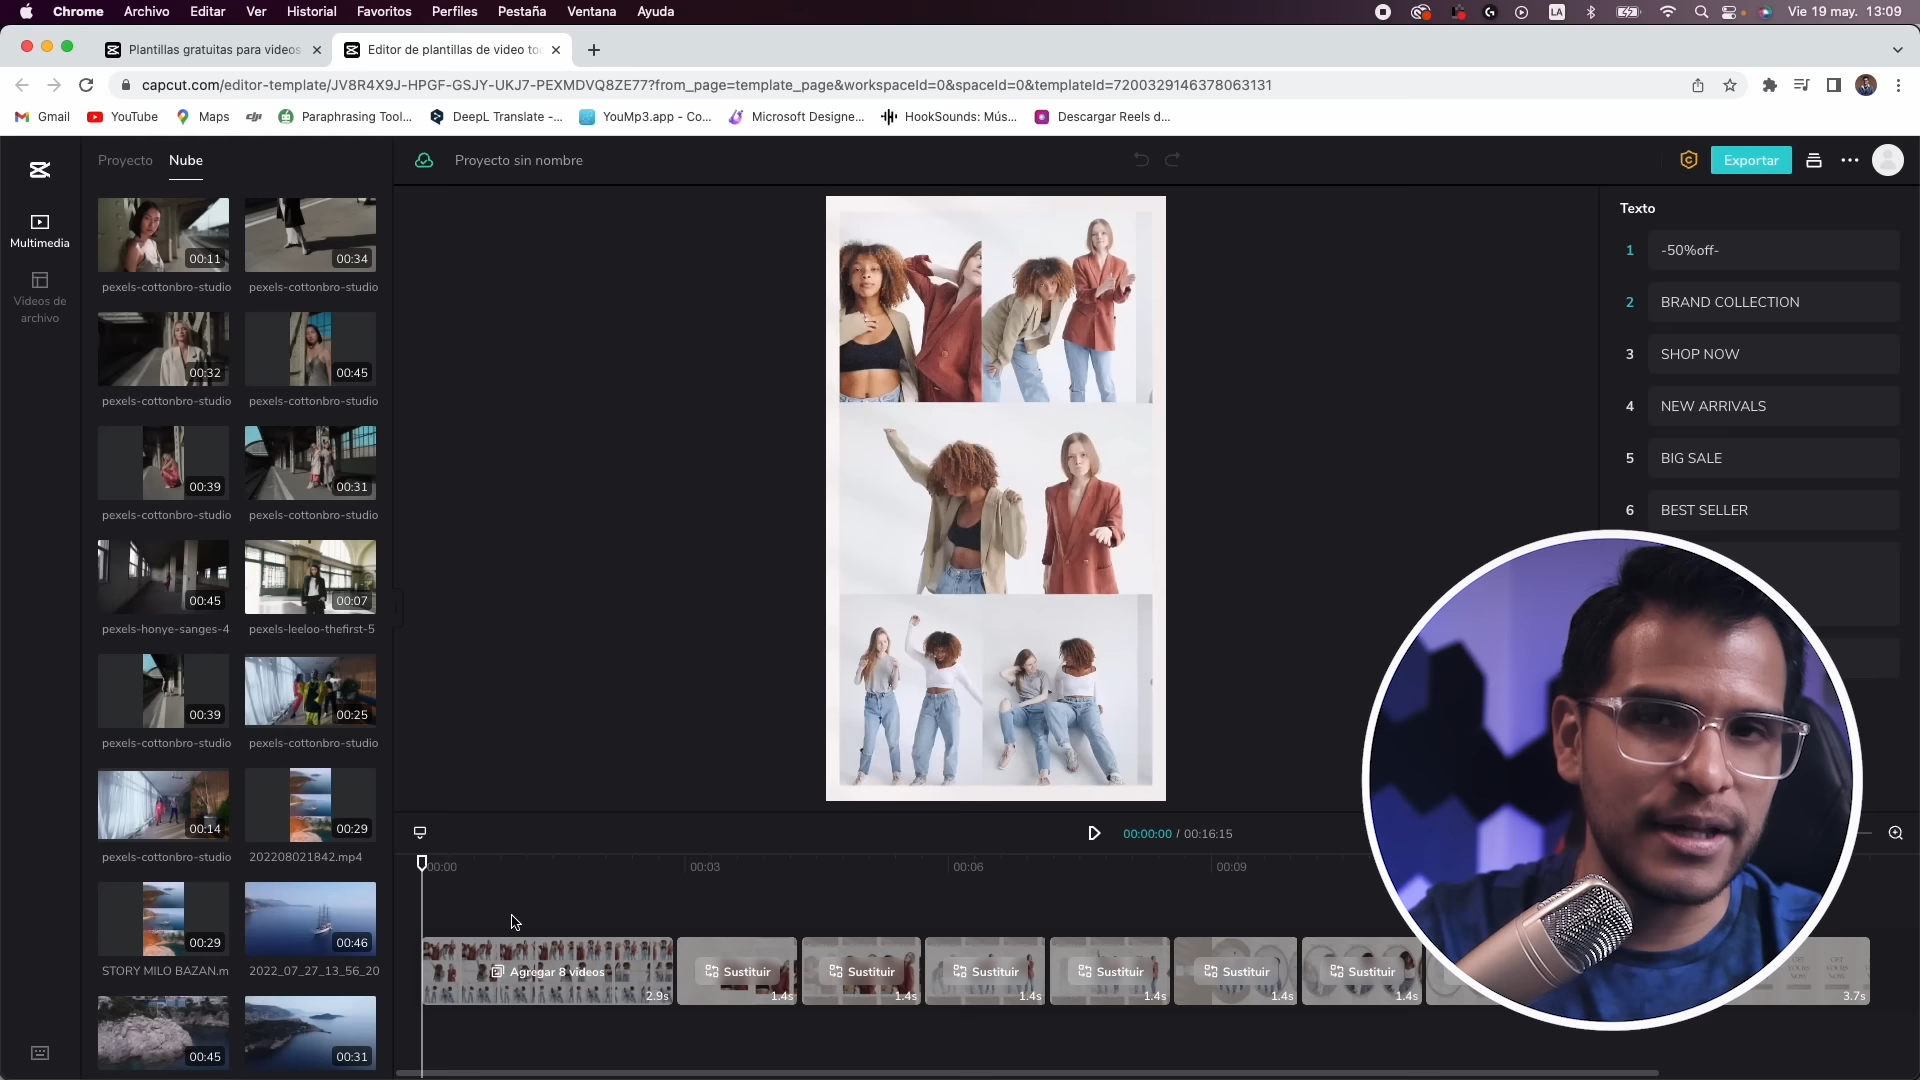 Chrome Archivo Editar Ver Historial Favoritos Perfiles Pestaña Ventana Ayuda LA Vie 19 may. 13:09
Plantillas gratuitas para videos
Editor de plantillas de video to
capcut.com/editor-template/JV8R4X9J-HPGF-GSJY-UKJ7-PEXMDVQ8ZE77?from_page=template_page&workspaceId=0&spaceId=0&templateId=7200329146378063131
Gmail YouTube Maps dji Paraphrasing Tool... DeepL Translate -... YouMp3.app - Co... Microsoft Designe... HookSounds: Mús... Descargar Reels d...
Proyecto Nube
Proyecto sin nombre
Exportar
Multimedia
Videos de
archivo
00:11 00:34
pexels-cottonbro-studio pexels-cottonbro-studio
00:32 00:45
pexels-cottonbro-studio pexels-cottonbro-studio
00:39 00:31
pexels-cottonbro-studio pexels-cottonbro-studio
00:45 00:07
pexels-honye-sanges-4 pexels-leeloo-thefirst-5
00:39 00:25
pexels-cottonbro-studio pexels-cottonbro-studio
00:14 00:29
pexels-cottonbro-studio 202208021842.mp4
00:29 00:46
STORY MILO BAZAN.m 2022_07_27_13_56_20
00:45 00:31
Texto
1 -50%off-
2 BRAND COLLECTION
3 SHOP NOW
4 NEW ARRIVALS
5 BIG SALE
6 BEST SELLER
00:00:00 / 00:16:15
00:00 00:03 00:06 00:09
Agregar 8 videos Sustituir Sustituir Sustituir Sustituir Sustituir Sustituir
2.9s 1.4s 1.4s 1.4s 1.4s 1.4s 1.4s 3.7s
GET YOURS NOW GET YOURS NOW